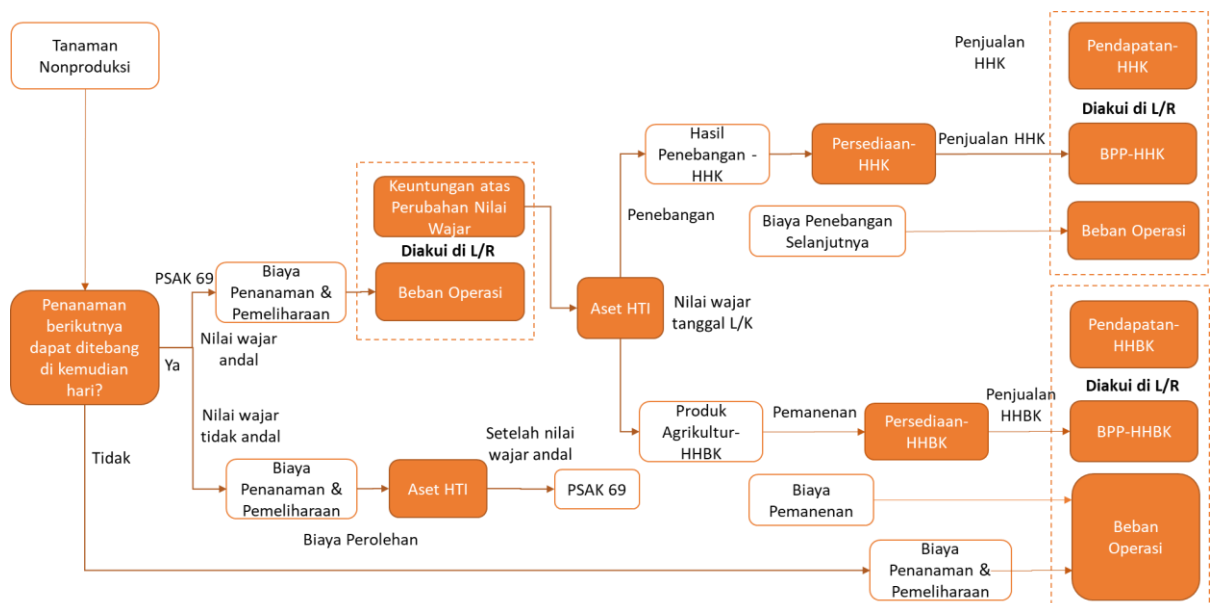 Tanaman
Nonproduksi
Penjualan
HHK
Pendapatan-
HHK
Diakui di L/R
Hasil
Penebangan -
HHK
Persediaan-
HHK
Penjualan HHK
BPP-HHK
Keuntungan atas
Perubahan Nilai
Wajar
Diakui di L/R
Beban Operasi
Penebangan
Biaya Penebangan
Selanjutnya
Beban Operasi
PSAK 69
Biaya
Penanaman &
Pemeliharaan
Aset HTI
Nilai wajar
tanggal L/K
Penanaman
berikutnya
dapat ditebang
di kemudian
hari?
Ya
Nilai wajar
andal
Pendapatan-
HHBK
Diakui di L/R
Nilai wajar
tidak andal
Setelah nilai
wajar andal
Produk
Agrikultur-
HHBK
Pemanenan
Persediaan-
HHBK
Penjualan
HHBK
BPP-HHBK
Tidak
Biaya
Penanaman &
Pemeliharaan
Aset HTI
PSAK 69
Biaya
Pemanenan
Beban
Operasi
Biaya Perolehan
Biaya
Penanaman &
Pemeliharaan